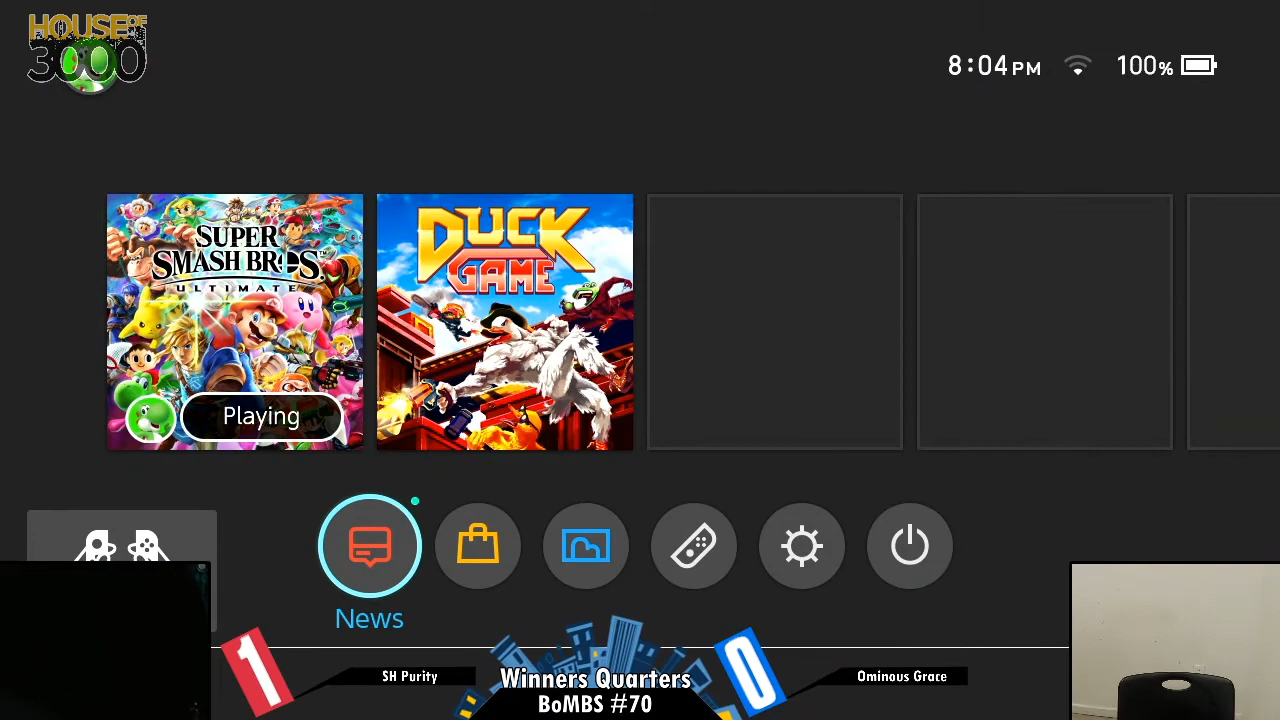 HOUSE OF
3000
8:04 PM
100%
SUPER
SMASH BROS.
ULTIMATE
Playing
DUCK
GAME
News
1
SH Purity
Winners Quarters
BoMBS #70
0
Ominous Grace